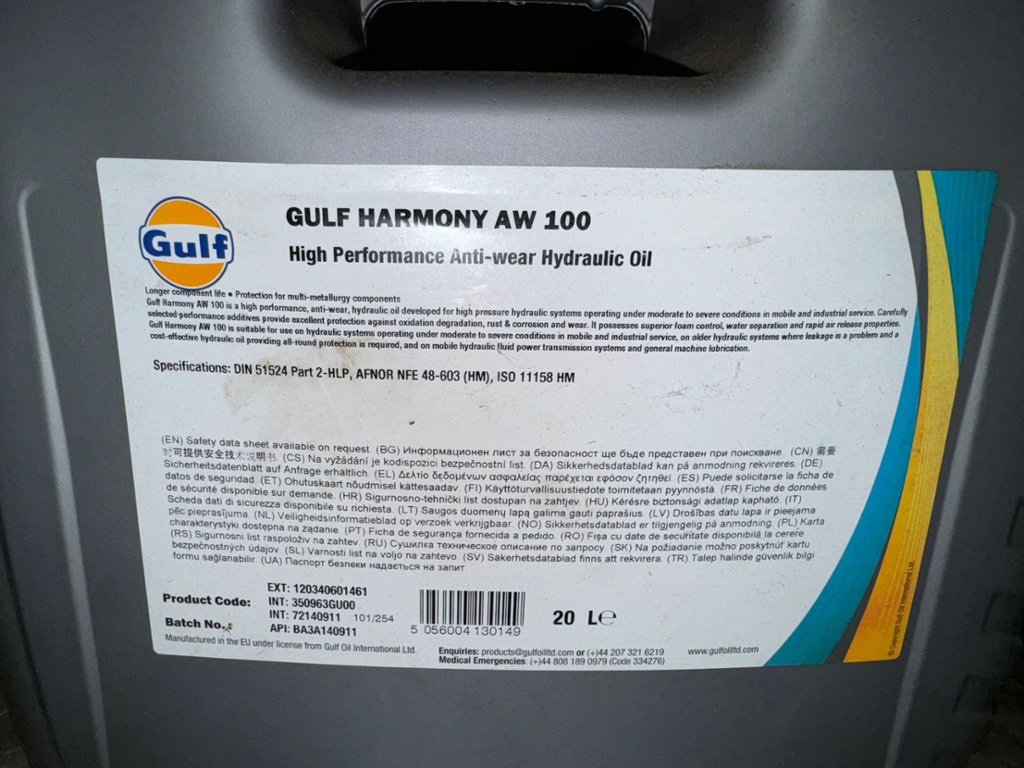 Gulf
GULF HARMONY AW 100
High Performance Anti-wear Hydraulic Oil
Longer component life • Protection for multi-metallurgy components
Gulf Harmony AW 100 is a high performance, anti-wear, hydraulic oil developed for high pressure hydraulic systems operating under moderate to severe conditions in mobile and industrial service. Carefully
selected performance additives provide excellent protection against oxidation degradation, rust & corrosion and wear. It possesses superior foam control, water separation and rapid air release properties.
Gulf Harmony AW 100 is suitable for use on hydraulic systems operating under moderate to severe conditions in mobile and industrial service, on older hydraulic systems where leakage is a problem and a
cost-effective hydraulic oil providing all-round protection is required, and on mobile hydraulic fluid power transmission systems and general machine lubrication.
Specifications: DIN 51524 Part 2-HLP, AFNOR NFE 48-603 (HM), ISO 11158 HM
(EN) Safety data sheet available on request. (BG) Информационен лист за безопасност ще бъде представен при поискване. (CN) 需要
时可提供安全技术说明书. (CS) Na vyžádání je kodispozici bezpečnostní list. (DA) Sikkerhedsdatablad kan på anmodning rekvireres. (DE)
Sicherheitsdatenblatt auf Anfrage erhältlich. (EL) Δελτίο δεδομένων ασφαλείας παρέχεται εφόσον ζητηθεί. (ES) Puede solicitarse la ficha de
datos de seguridad. (ET) Ohutuskaart nõudmisel kättesaadav. (FI) Käyttöturvallisuustiedote toimitetaan pyynnöstä. (FR) Fiche de données
de sécurité disponible sur demande. (HR) Sigurnosno-tehnički list dostupan na zahtjev. (HU) Kérésre biztonsági adatlap kapható. (IT)
Scheda dati di sicurezza disponibile su richiesta. (LT) Saugos duomenų lapą galima gauti paprašius. (LV) Drošības datu lapa ir pieejama
pēc pieprasījuma. (NL) Veiligheidsinformatieblad op verzoek verkrijgbaar. (NO) Sikkerhetsdatablad er tilgjengelig på anmodning. (PL) Karta
charakterystyki dostępna na żądanie. (PT) Ficha de segurança fornecida a pedido. (RO) Fişa cu date de securitate disponibilă la cerere
(RS) Sigurnosni list raspoloživ na zahtev. (RU) Сушилка техническое описание по запросу. (SK) Na požiadanie možno poskytnúť kartu
bezpečnostných údajov. (SL) Varnosti list na voljo na zahtevo. (SV) Säkerhetsdatablad finns att rekvirera. (TR) Talep halinde güvenlik bilgi
formu sağlanabilir. (UA) Паспорт безпеки надасться на запит.
Product Code:
EXT: 120340601461
INT: 350963GU00
Batch No.:
INT: 72140911 101/254
API: BA3A140911
5 056004 130149
20 Le
Manufactured in the EU under license from Gulf Oil International Ltd.
Enquiries: products@gulfoilltd.com or (+)44 207 321 6219
Medical Emergencies: (+)44 808 189 0979 (Code 334276)
www.gulfoilltd.com
© Copyright Gulf Oil International Ltd.